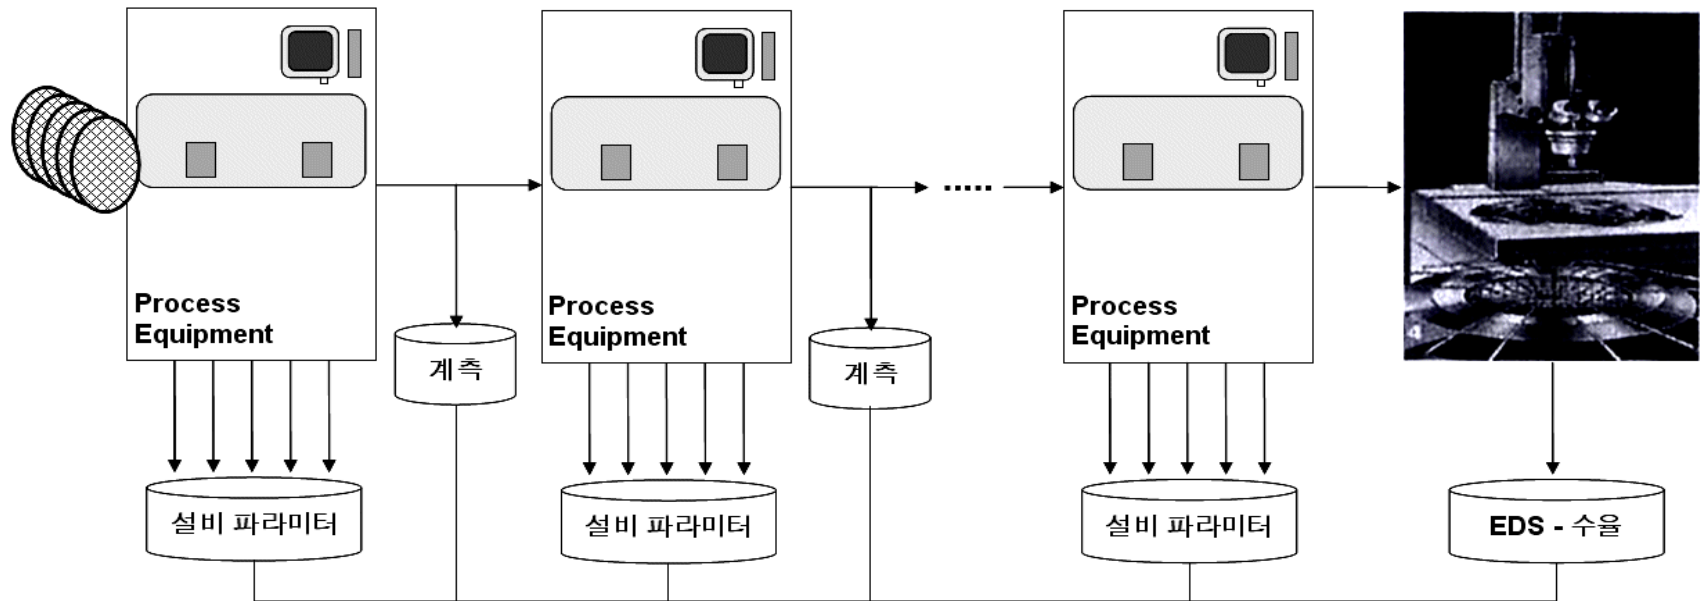 Process
Equipment
Process
Equipment
Process
Equipment
계측
계측
설비 파라미터
설비 파라미터
설비 파라미터
EDS - 수율
4